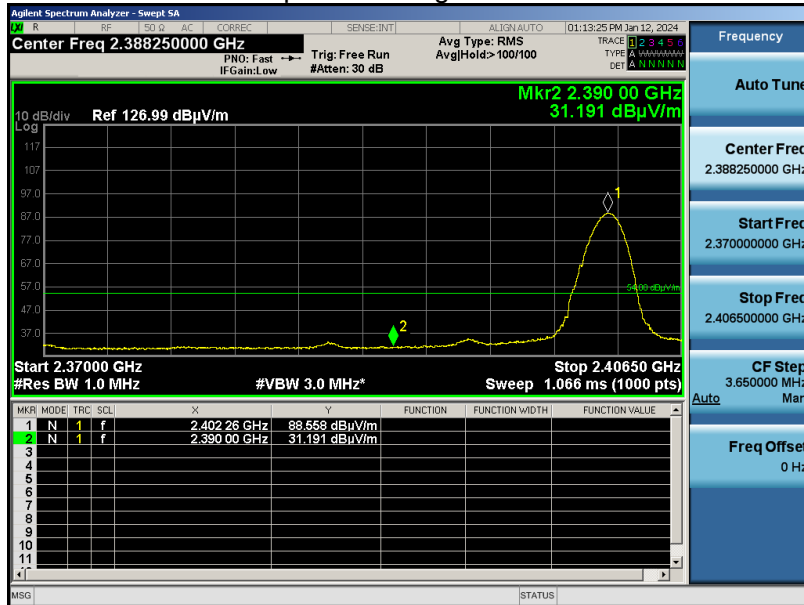 Agilent Spectrum Analyzer - Swept SA
LXI R RF 50 Ω AC CORREC SENSE:INT ALIGN AUTO 01:13:25 PM Jan 12, 2024
Center Freq 2.388250000 GHz
PNO: Fast
IFGain:Low
Trig: Free Run
#Atten: 30 dB
Avg Type: RMS
Avg|Hold:>100/100
TRACE 1 2 3 4 5 6
TYPE A
DET A N N N N N
Mkr2 2.390 00 GHz
31.191 dBµV/m
10 dB/div Ref 126.99 dBµV/m
Log
117
107
97.0
87.0
77.0
67.0
57.0
47.0
37.0
1
54.00 dBµV/m
2
Start 2.37000 GHz Stop 2.40650 GHz
#Res BW 1.0 MHz #VBW 3.0 MHz* Sweep 1.066 ms (1000 pts)
MKR MODE TRC SCL X Y FUNCTION FUNCTION WIDTH FUNCTION VALUE
1 N 1 f 2.402 26 GHz 88.558 dBµV/m
2 N 1 f 2.390 00 GHz 31.191 dBµV/m
3
4
5
6
7
8
9
10
11
MSG STATUS
Frequency
Auto Tune
Center Freq
2.388250000 GHz
Start Freq
2.370000000 GHz
Stop Freq
2.406500000 GHz
CF Step
3.650000 MHz
Auto Man
Freq Offset
0 Hz